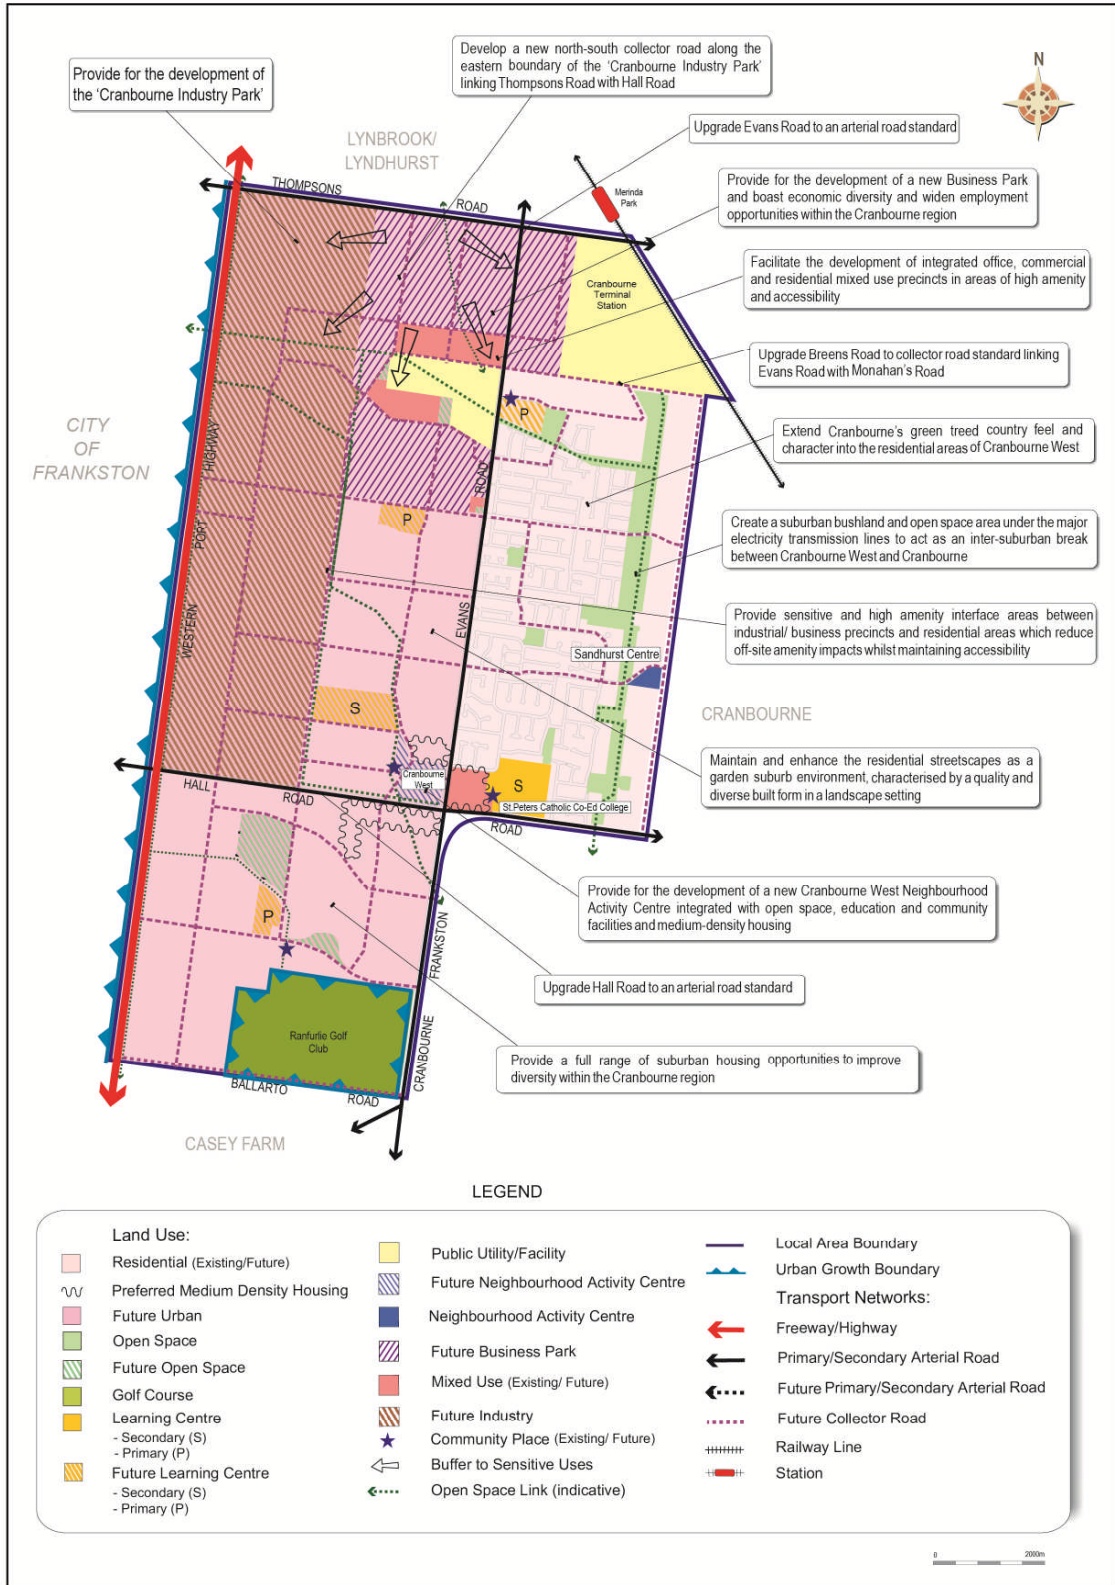 Develop a new north-south collector road along the
eastern boundary of the 'Cranbourne Industry Park'
linking Thompsons Road with Hall Road
Provide for the development of
the 'Cranbourne Industry Park'
N
Upgrade Evans Road to an arterial road standard
LYNBROOK/
LYNDHURST
THOMPSONS
ROAD
Merinda
Park
Provide for the development of a new Business Park
and boast economic diversity and widen employment
opportunities within the Cranbourne region
Facilitate the development of integrated office, commercial
and residential mixed use precincts in areas of high amenity
and accessibility
Cranbourne
Terminal
Station
Upgrade Breens Road to collector road standard linking
Evans Road with Monahan's Road
P
CITY
OF
FRANKSTON
HIGHWAY
ROAD
Extend Cranbourne's green treed country feel and
character into the residential areas of Cranbourne West
P
PORT
Create a suburban bushland and open space area under the major
electricity transmission lines to act as an inter-suburban break
between Cranbourne West and Cranbourne
WESTERN
EVANS
Provide sensitive and high amenity interface areas between
industrial/ business precincts and residential areas which reduce
off-site amenity impacts whilst maintaining accessibility
Sandhurst Centre
S
CRANBOURNE
Maintain and enhance the residential streetscapes as a
garden suburb environment, characterised by a quality and
diverse built form in a landscape setting
HALL
ROAD
Cranbourne
West
S
St.Peters Catholic Co-Ed College
ROAD
Provide for the development of a new Cranbourne West Neighbourhood
Activity Centre integrated with open space, education and community
facilities and medium-density housing
P
FRANKSTON
Upgrade Hall Road to an arterial road standard
Ranfurlie Golf
Club
CRANBOURNE
Provide a full range of suburban housing opportunities to improve
diversity within the Cranbourne region
BALLARTO
ROAD
CASEY FARM
LEGEND
Land Use:
Residential (Existing/Future)
Preferred Medium Density Housing
Future Urban
Open Space
Future Open Space
Golf Course
Learning Centre
- Secondary (S)
- Primary (P)
Future Learning Centre
- Secondary (S)
- Primary (P)
Public Utility/Facility
Future Neighbourhood Activity Centre
Neighbourhood Activity Centre
Future Business Park
Mixed Use (Existing/ Future)
Future Industry
Community Place (Existing/ Future)
Buffer to Sensitive Uses
Open Space Link (indicative)
Local Area Boundary
Urban Growth Boundary
Transport Networks:
Freeway/Highway
Primary/Secondary Arterial Road
Future Primary/Secondary Arterial Road
Future Collector Road
Railway Line
Station
0 2000m